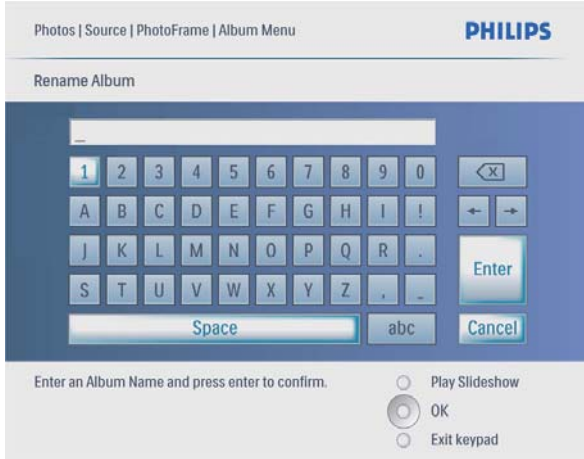 Photos | Source | PhotoFrame | Album Menu
PHILIPS
Rename Album
_
1 2 3 4 5 6 7 8 9 0
A B C D E F G H I !
J K L M N O P Q R .
Enter
S T U V W X Y Z , _
Space abc Cancel
Enter an Album Name and press enter to confirm.
Play Slideshow
OK
Exit keypad